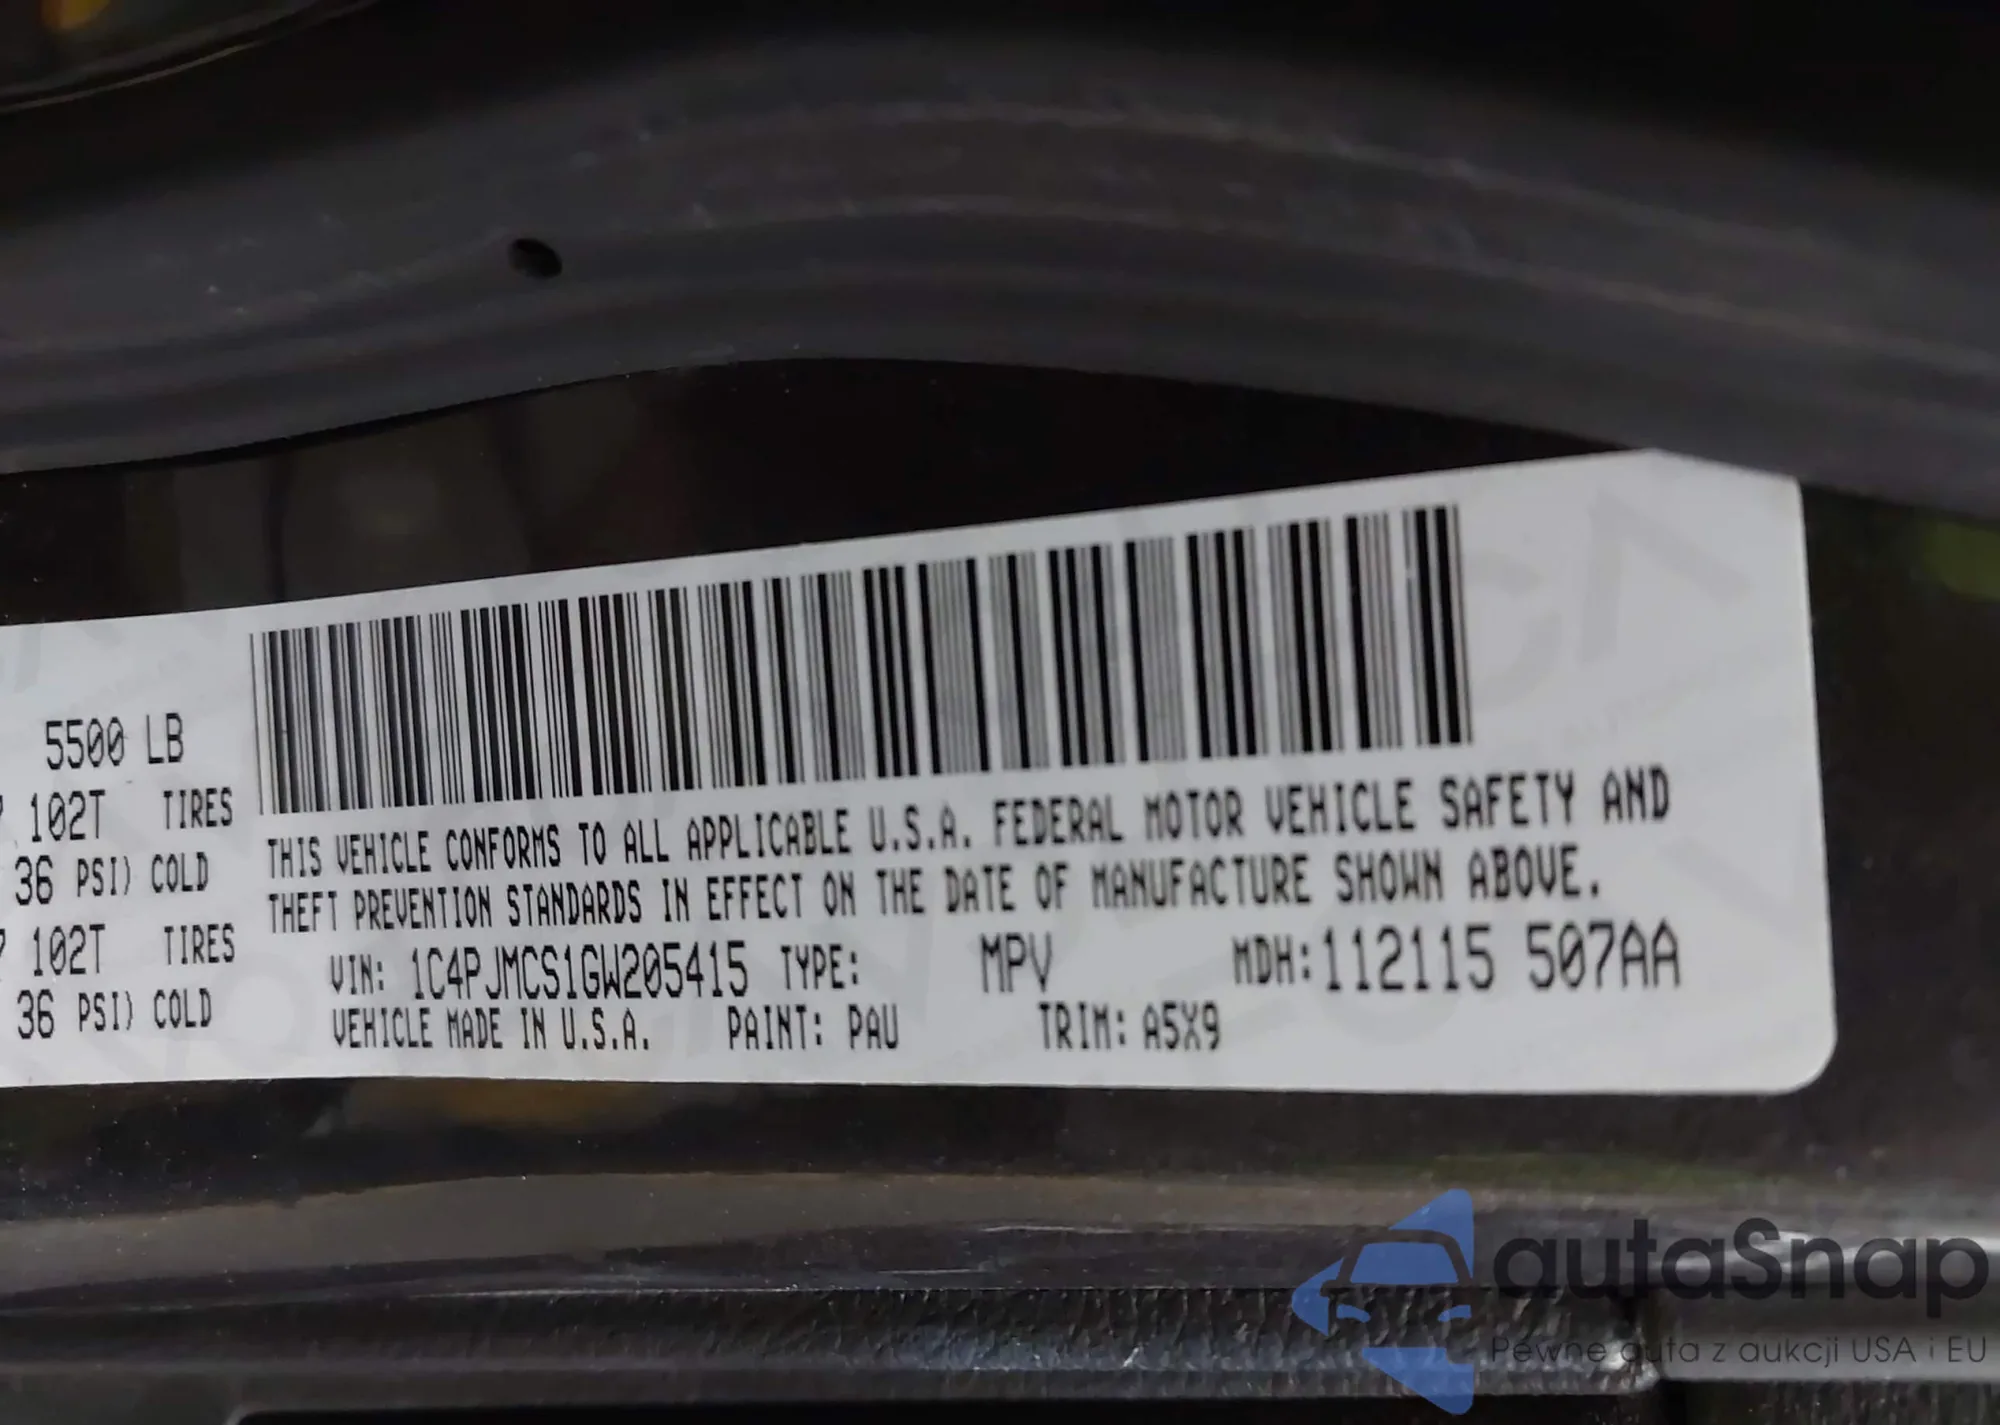 5500 LB
102T TIRES
36 PSI) COLD
102T TIRES
36 PSI) COLD
THIS VEHICLE CONFORMS TO ALL APPLICABLE U.S.A. FEDERAL MOTOR VEHICLE SAFETY AND
THEFT PREVENTION STANDARDS IN EFFECT ON THE DATE OF MANUFACTURE SHOWN ABOVE.
VIN: 1C4PJMCS1GW205415 TYPE: MPV MDH:112115 507AA
VEHICLE MADE IN U.S.A. PAINT: PAU TRIM: A5X9
autaSnap
Pewne auta z aukcji USA i EU